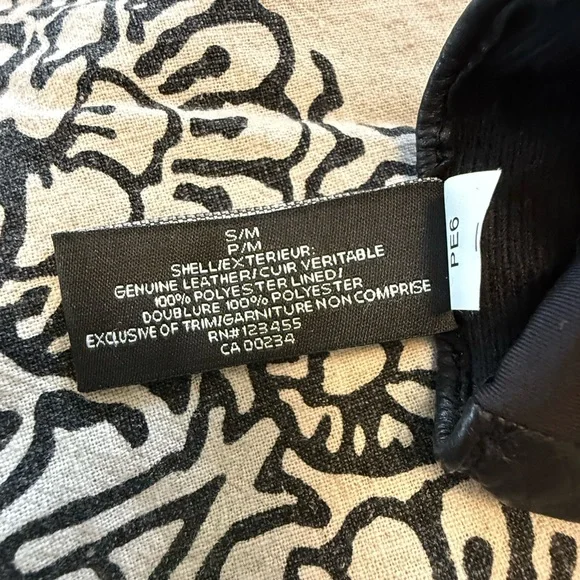 S/M
P/M
SHELL/EXTERIEUR:
GENUINE LEATHER/CUIR VERITABLE
100% POLYESTER LINED/
DOUBLURE 100% POLYESTER
EXCLUSIVE OF TRIM/GARNITURE NON COMPRISE
RN#123455
CA 00234
PE6